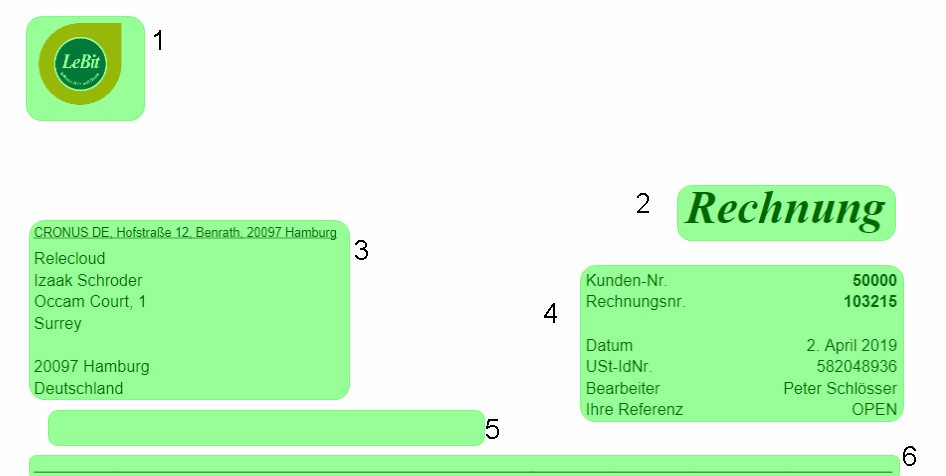 1
LeBit
2
Rechnung
CRONUS DE, Hofstraße 12, Benrath, 20097 Hamburg
3
Relecloud
Izaak Schroder
Occam Court, 1
Surrey
20097 Hamburg
Deutschland
4
Kunden-Nr. 50000
Rechnungsnr. 103215
Datum 2. April 2019
USt-IdNr. 582048936
Bearbeiter Peter Schlösser
Ihre Referenz OPEN
5
6